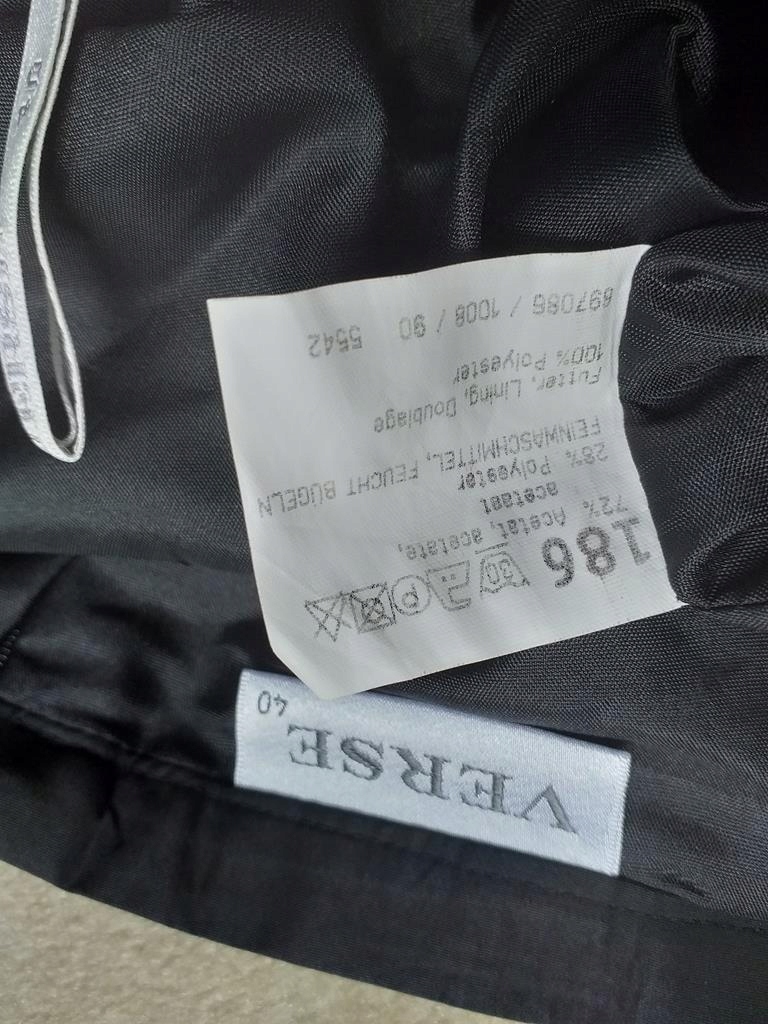 186
72% Acetat, acetate,
acetaat
28% Polyester
FEINWASCHMITTEL, FEUCHT BÜGELN
Futter, Lining, Doublage
100% Polyester
897086 / 1008 / 90 5542
VERSE
40